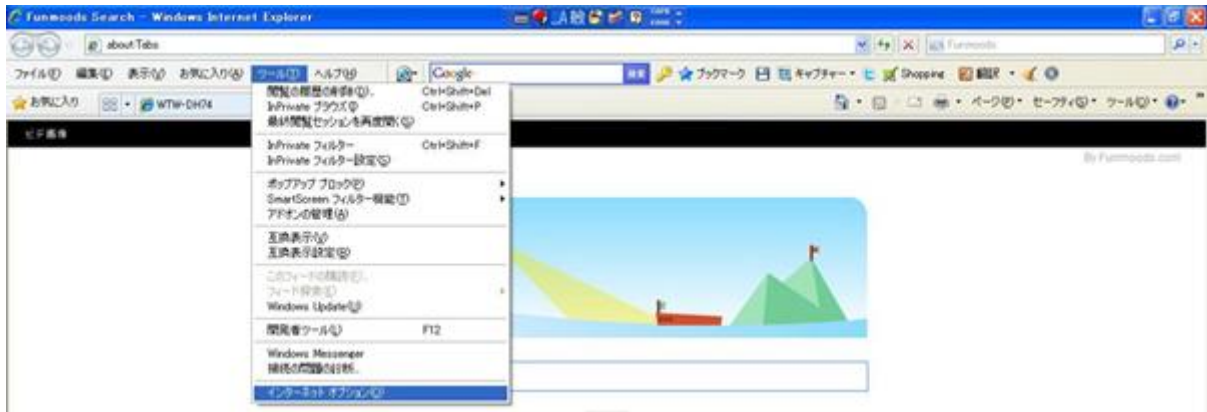 Funmoods Search - Windows Internet Explorer
about:Tabs
Funmoods
ファイル(F) 編集(E) 表示(V) お気に入り(A) ツール(T) ヘルプ(H)
Google
検索
ブックマーク
キャプチャー
Shopping
翻訳
お気に入り
WTW-DH74
ページ(P) セーフティ(S) ツール(O)
閲覧の履歴の削除(D)... Ctrl+Shift+Del
InPrivate ブラウズ(I) Ctrl+Shift+P
最終閲覧セッションを再度開く(S)
InPrivate フィルター Ctrl+Shift+F
InPrivate フィルター設定(S)
ポップアップ ブロック(P)
SmartScreen フィルター機能(T)
アドオンの管理(A)
互換表示(V)
互換表示設定(B)
このフィードの購読(F)...
フィード探索(E)
Windows Update(U)
開発者ツール(L) F12
Windows Messenger
接続の問題の診断...
インターネット オプション(O)
画像
By Funmoods.com